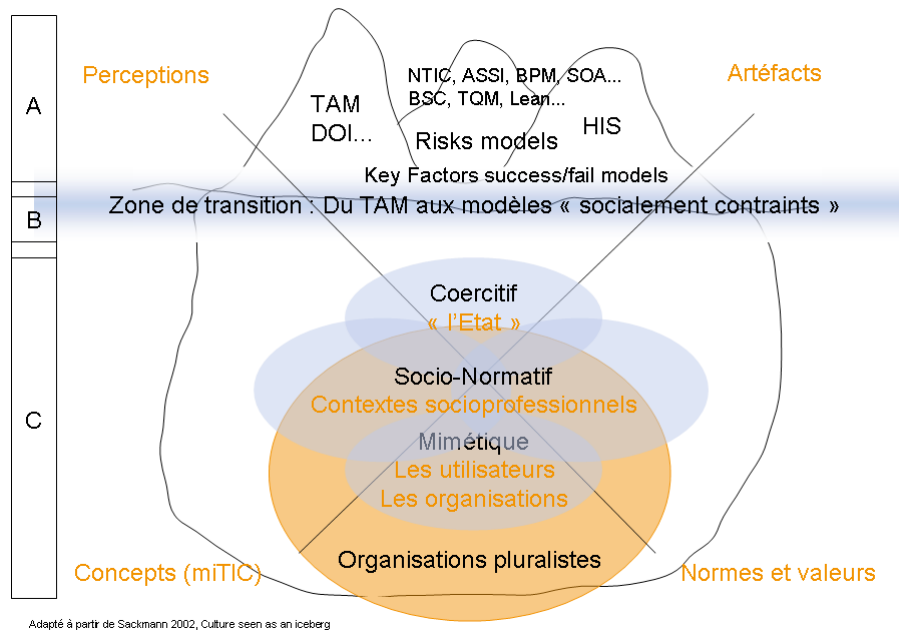 Perceptions
NTIC, ASSI, BPM, SOA...
BSC, TQM, Lean...
Artéfacts
A
TAM
DOI...
Risks models
HIS
Key Factors success/fail models
B
Zone de transition : Du TAM aux modèles « socialement contraints »
C
Coercitif
« l'Etat »
Socio-Normatif
Contextes socioprofessionnels
Mimétique
Les utilisateurs
Les organisations
Organisations pluralistes
Concepts (miTIC)
Normes et valeurs
Adapté à partir de Sackmann 2002, Culture seen as an iceberg